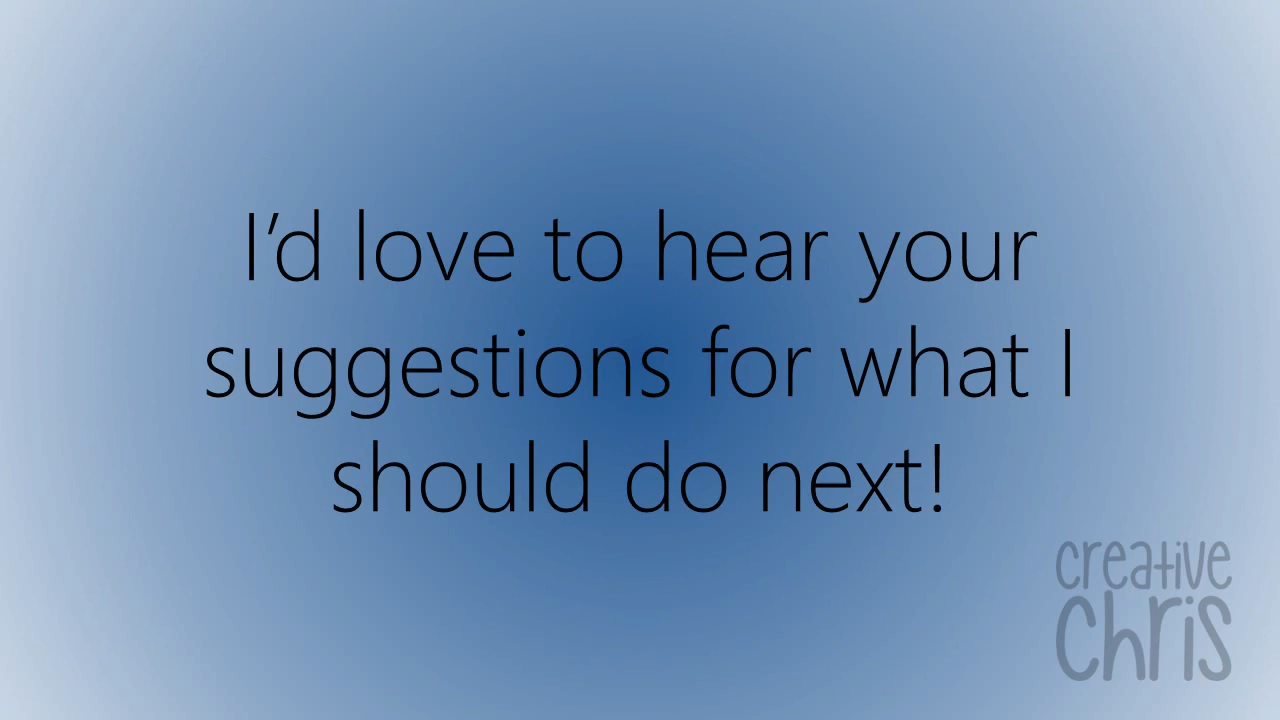 I’d love to hear your
suggestions for what I
should do next!
creative
chris